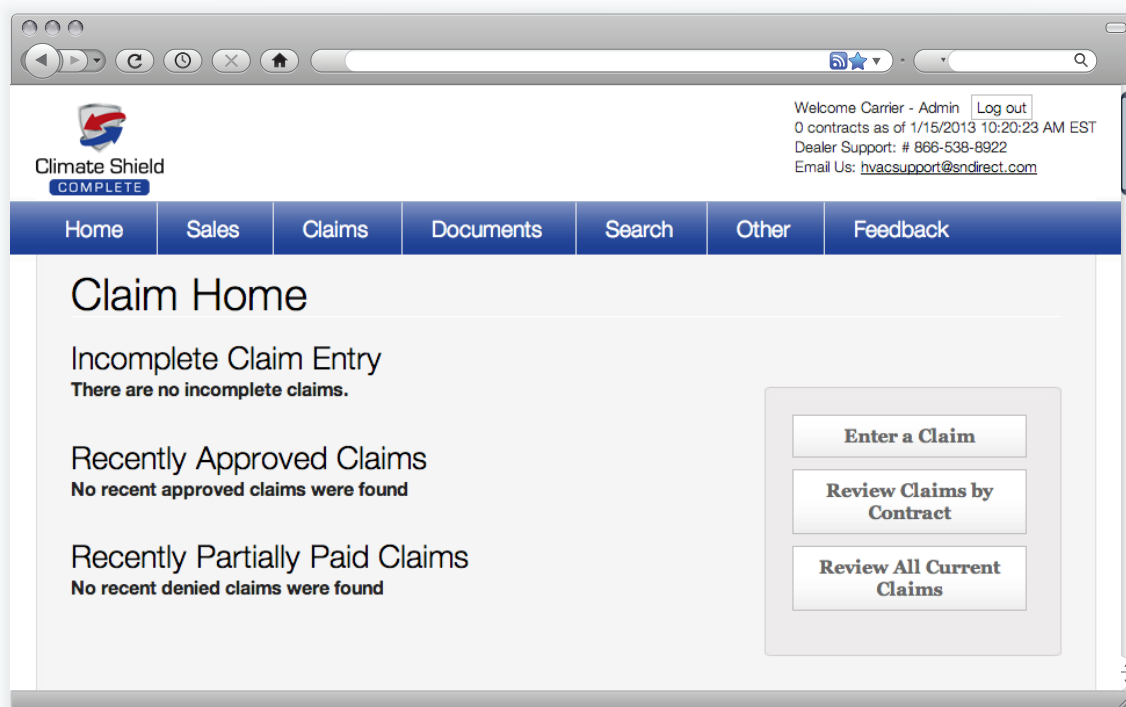 Welcome Carrier - Admin Log out
0 contracts as of 1/15/2013 10:20:23 AM EST
Dealer Support: # 866-538-8922
Email Us: hvacsupport@sndirect.com
Climate Shield
COMPLETE
Home Sales Claims Documents Search Other Feedback
Claim Home
Incomplete Claim Entry
There are no incomplete claims.
Recently Approved Claims
No recent approved claims were found
Recently Partially Paid Claims
No recent denied claims were found
Enter a Claim
Review Claims by
Contract
Review All Current
Claims